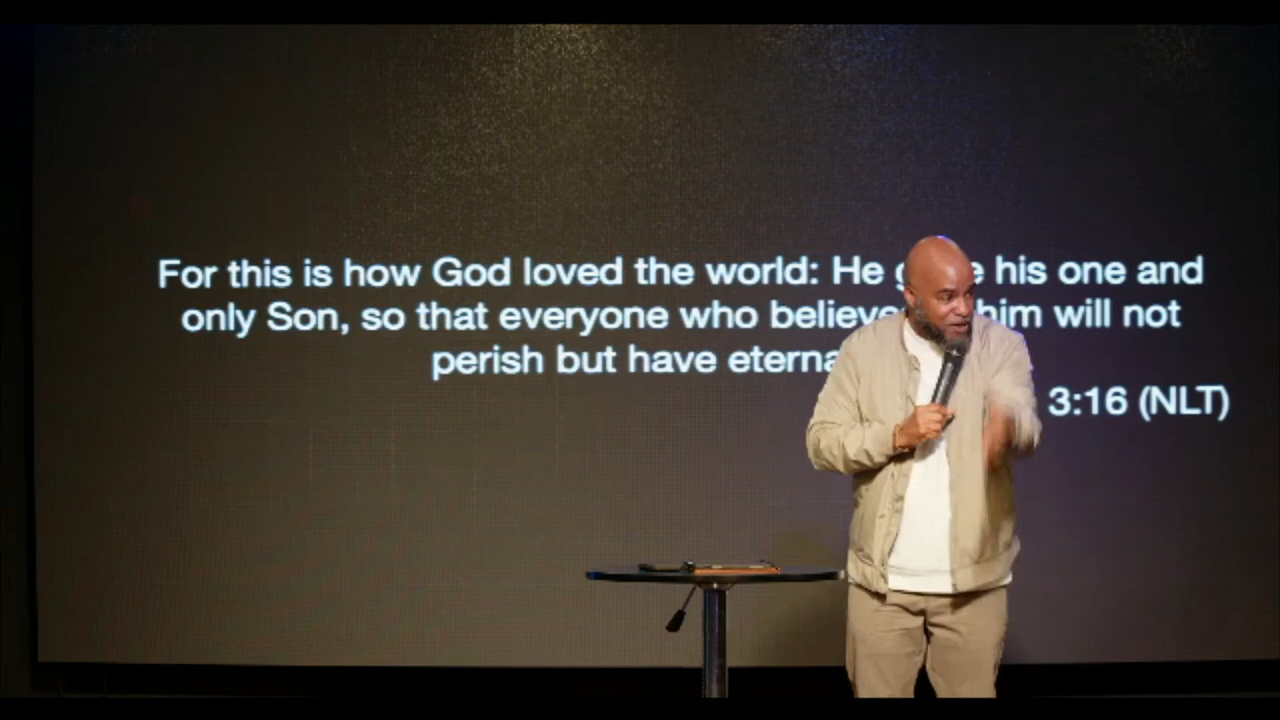 For this is how God loved the world: He his one and
only Son, so that everyone who him will not
perish but have
3:16 (NLT)